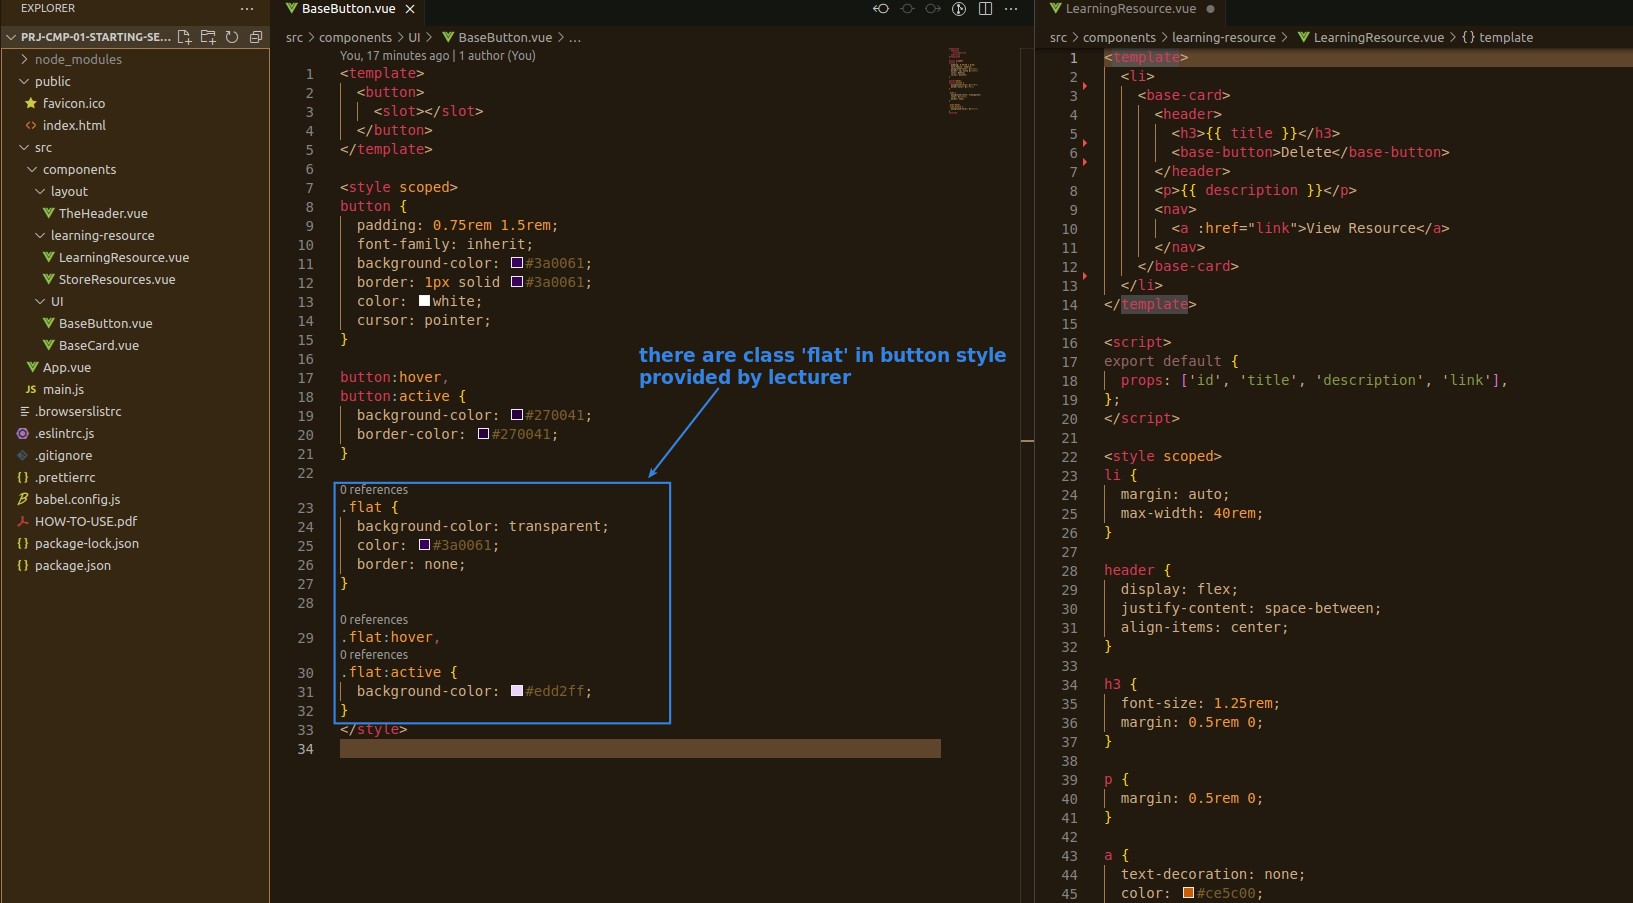 EXPLORER
PRJ-CMP-01-STARTING-SE...
node_modules
public
favicon.ico
index.html
src
components
layout
TheHeader.vue
learning-resource
LearningResource.vue
StoreResources.vue
UI
BaseButton.vue
BaseCard.vue
App.vue
JS main.js
.browserslistrc
.eslintrc.js
.gitignore
.prettierrc
babel.config.js
HOW-TO-USE.pdf
package-lock.json
package.json
BaseButton.vue
src > components > UI > BaseButton.vue > ...
You, 17 minutes ago | 1 author (You)
1 <template>
2 <button>
3 <slot></slot>
4 </button>
5 </template>
6
7 <style scoped>
8 button {
9 padding: 0.75rem 1.5rem;
10 font-family: inherit;
11 background-color: #3a0061;
12 border: 1px solid #3a0061;
13 color: white;
14 cursor: pointer;
15 }
16
17 button:hover,
18 button:active {
19 background-color: #270041;
20 border-color: #270041;
21 }
22
0 references
23 .flat {
24 background-color: transparent;
25 color: #3a0061;
26 border: none;
27 }
28
0 references
29 .flat:hover,
0 references
30 .flat:active {
31 background-color: #edd2ff;
32 }
33 </style>
34
there are class 'flat' in button style
provided by lecturer
LearningResource.vue
src > components > learning-resource > LearningResource.vue > {} template
1 <template>
2 <li>
3 <base-card>
4 <header>
5 <h3>{{ title }}</h3>
6 <base-button>Delete</base-button>
7 </header>
8 <p>{{ description }}</p>
9 <nav>
10 <a :href="link">View Resource</a>
11 </nav>
12 </base-card>
13 </li>
14 </template>
15
16 <script>
17 export default {
18 props: ['id', 'title', 'description', 'link'],
19 };
20 </script>
21
22 <style scoped>
23 li {
24 margin: auto;
25 max-width: 40rem;
26 }
27
28 header {
29 display: flex;
30 justify-content: space-between;
31 align-items: center;
32 }
33
34 h3 {
35 font-size: 1.25rem;
36 margin: 0.5rem 0;
37 }
38
39 p {
40 margin: 0.5rem 0;
41 }
42
43 a {
44 text-decoration: none;
45 color: #ce5c00;